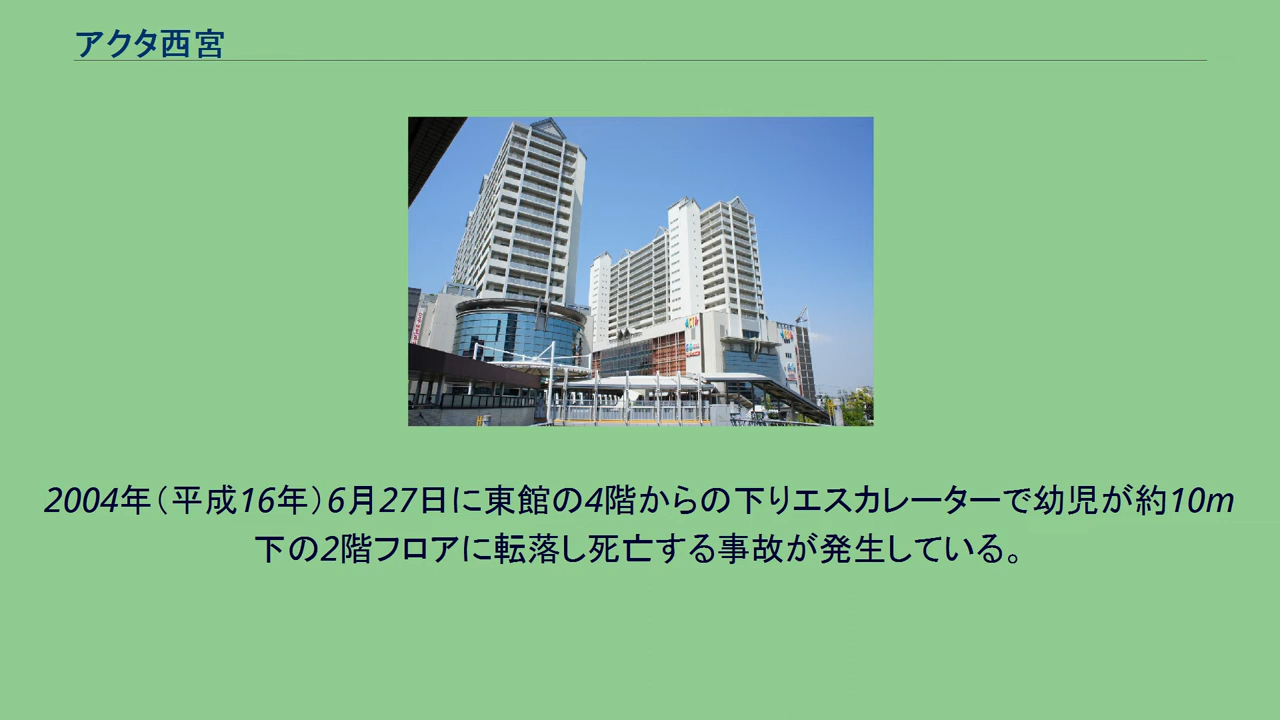 アクタ西宮
2004年（平成16年）6月27日に東館の4階からの下りエスカレーターで幼児が約10m
下の2階フロアに転落し死亡する事故が発生している。